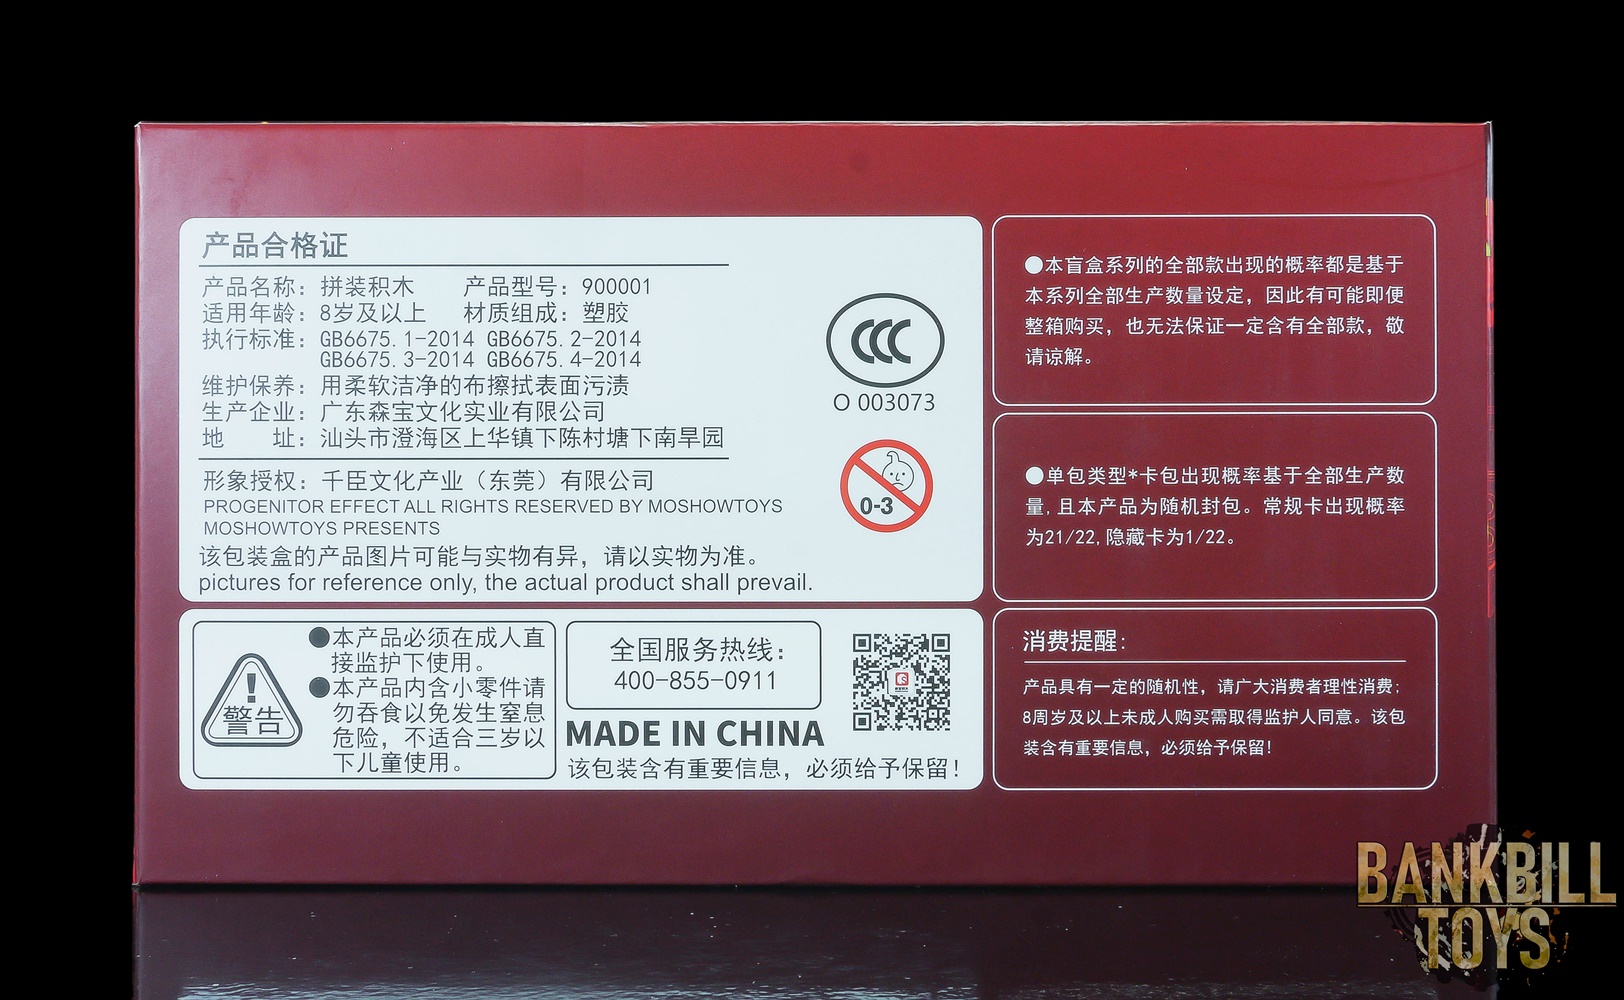 产品合格证
产品名称：拼装积木 产品型号：900001
适用年龄：8岁及以上 材质组成：塑胶
执行标准：GB6675.1-2014 GB6675.2-2014
GB6675.3-2014 GB6675.4-2014
维护保养：用柔软洁净的布擦拭表面污渍
生产企业：广东森宝文化实业有限公司
地 址：汕头市澄海区上华镇下陈村塘下南旱园
形象授权：千臣文化产业（东莞）有限公司
PROGENITOR EFFECT ALL RIGHTS RESERVED BY MOSHOWTOYS
MOSHOWTOYS PRESENTS
该包装盒的产品图片可能与实物有异，请以实物为准。
pictures for reference only, the actual product shall prevail.
CCC
O 003073
0-3
警告
●本产品必须在成人直
接监护下使用。
●本产品内含小零件请
勿吞食以免发生窒息
危险，不适合三岁以
下儿童使用。
全国服务热线：
400-855-0911
MADE IN CHINA
该包装含有重要信息，必须给予保留！
●本盲盒系列的全部款出现的概率都是基于
本系列全部生产数量设定，因此有可能即便
整箱购买，也无法保证一定含有全部款，敬
请谅解。
●单包类型*卡包出现概率基于全部生产数
量，且本产品为随机封包。常规卡出现概率
为21/22，隐藏卡为1/22。
消费提醒：
产品具有一定的随机性，请广大消费者理性消费；
8周岁及以上未成人购买需取得监护人同意。该包
装含有重要信息，必须给予保留！
BANKBILL
TOYS